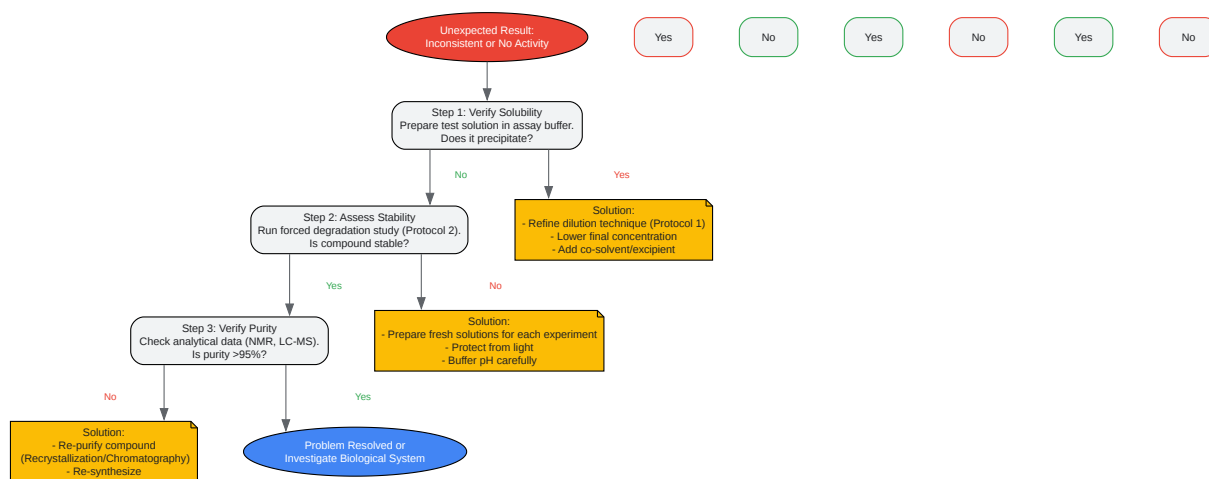 Unexpected Result:
Inconsistent or No Activity
Yes
No
Yes
No
Yes
No
Step 1: Verify Solubility
Prepare test solution in assay buffer.
Does it precipitate?
No
Yes
Solution:
- Refine dilution technique (Protocol 1)
- Lower final concentration
- Add co-solvent/excipient
Step 2: Assess Stability
Run forced degradation study (Protocol 2).
Is compound stable?
Yes
No
Solution:
- Prepare fresh solutions for each experiment
- Protect from light
- Buffer pH carefully
Step 3: Verify Purity
Check analytical data (NMR, LC-MS).
Is purity >95%?
No
Yes
Solution:
- Re-purify compound
(Recrystallization/Chromatography)
- Re-synthesize
Problem Resolved or
Investigate Biological System